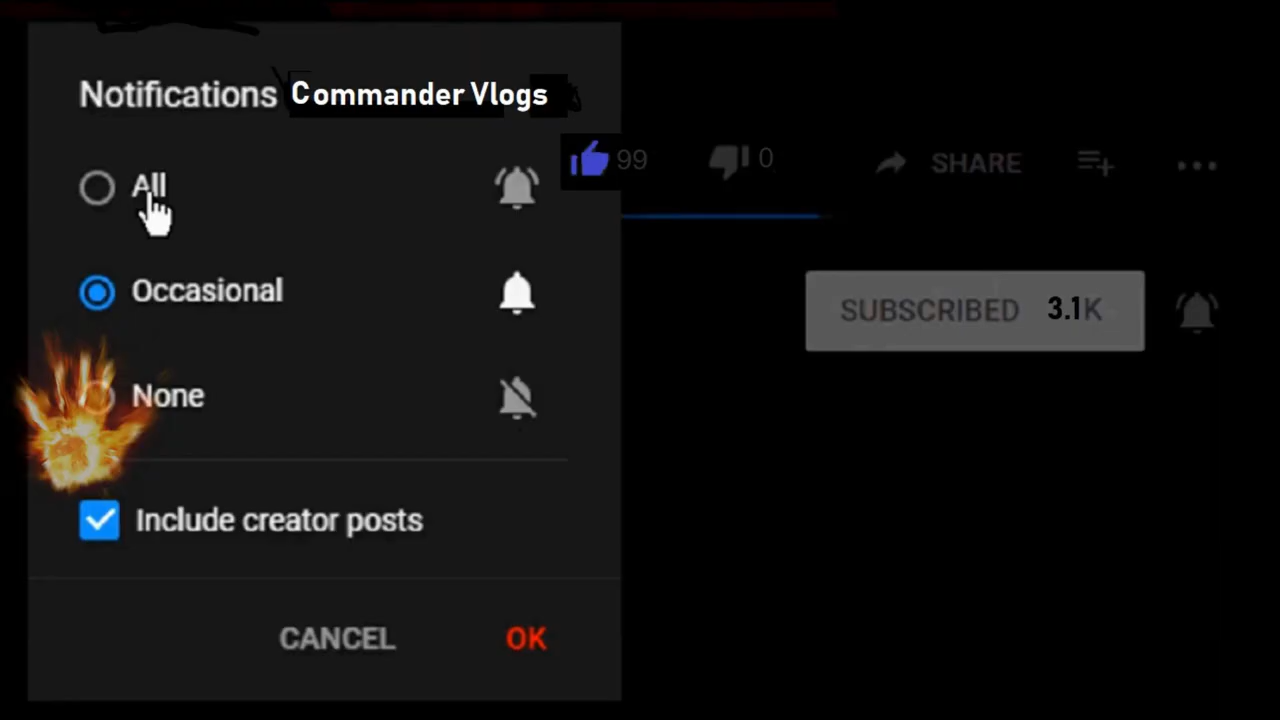 Notifications Commander Vlogs
All
99
0
SHARE
Occasional
SUBSCRIBED 3.1K
None
Include creator posts
CANCEL OK